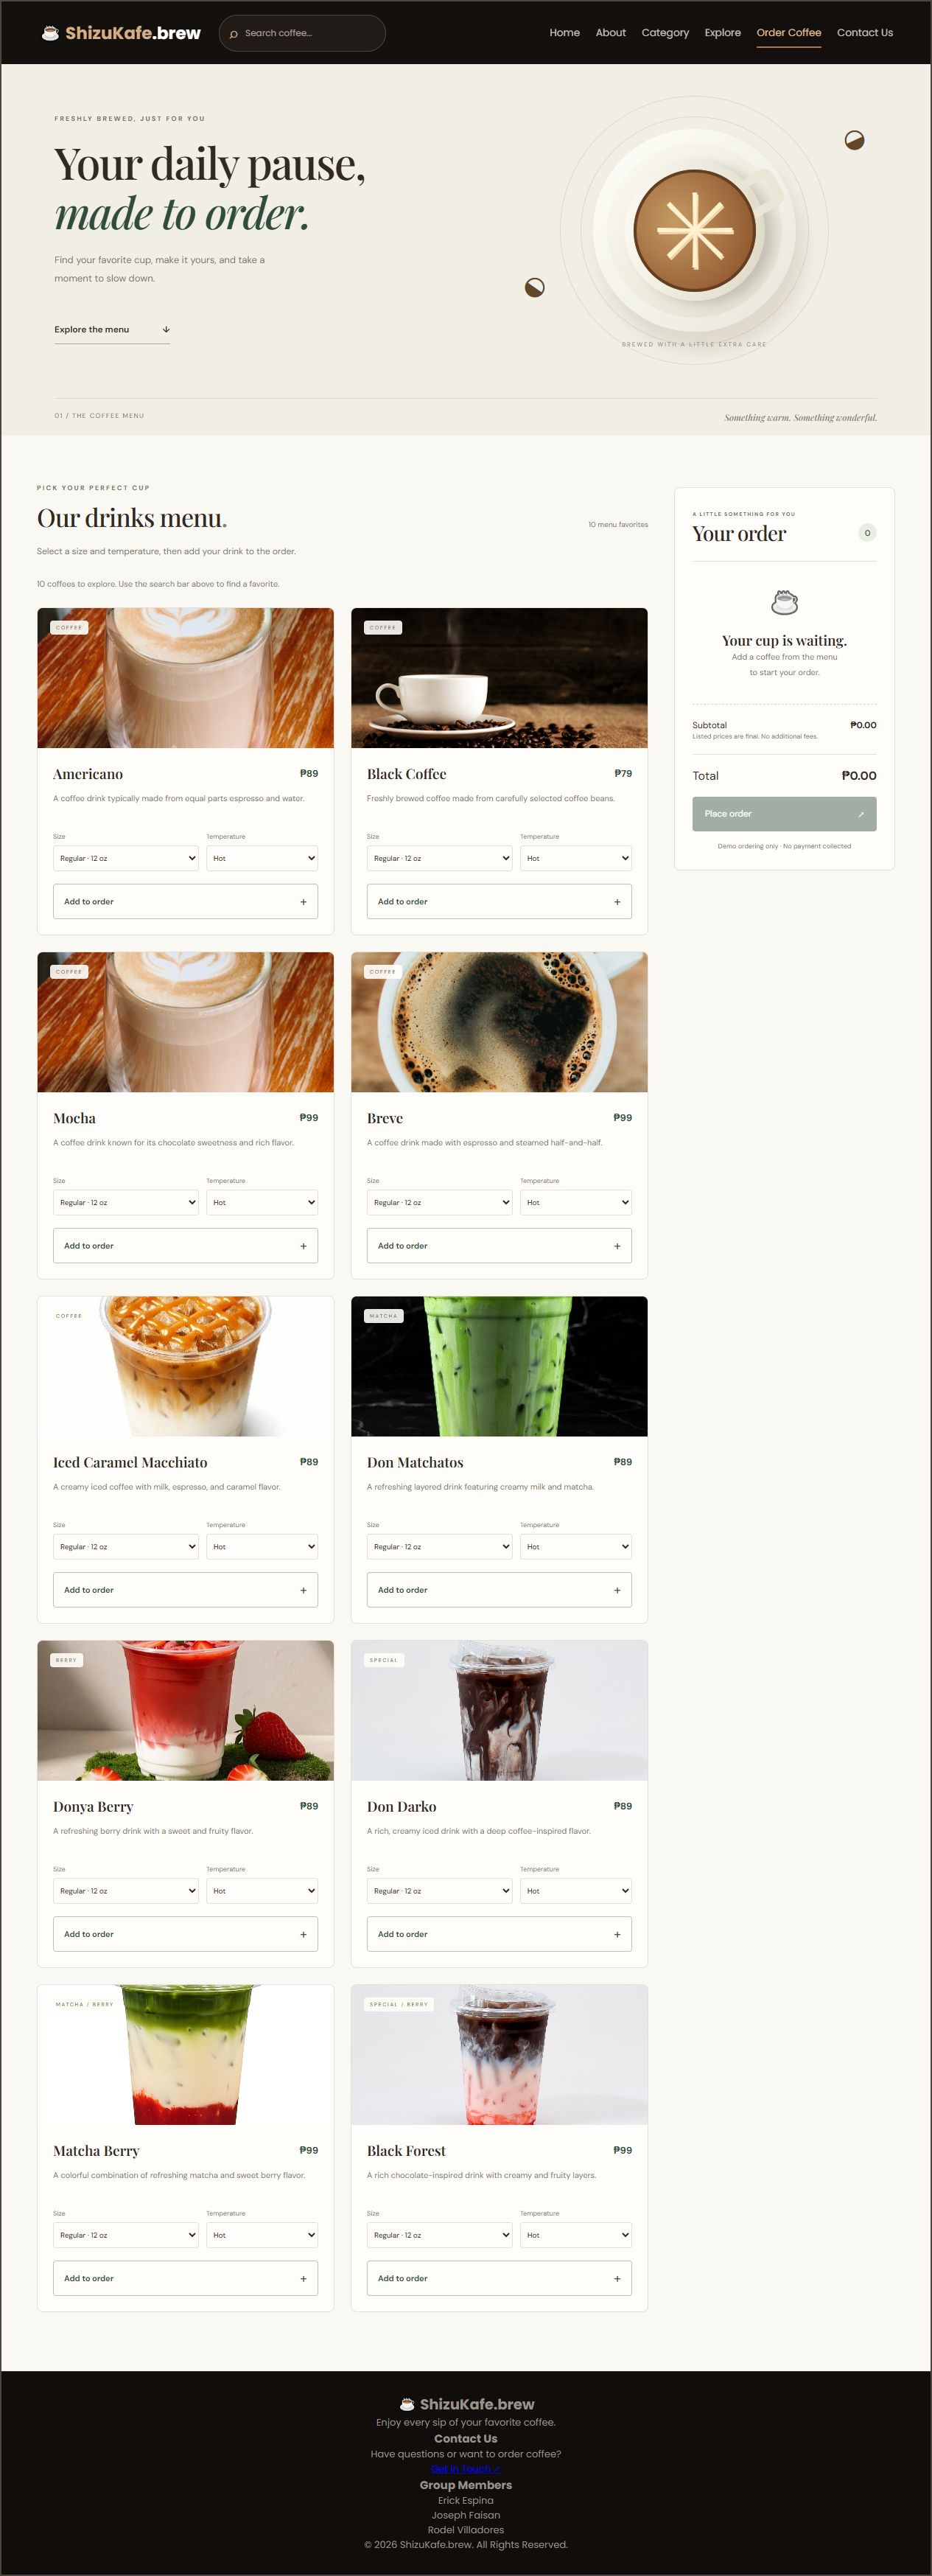 ShizuKafe.brew
Search coffee...
Home About Category Explore Order Coffee Contact Us
FRESHLY BREWED, JUST FOR YOU
Your daily pause,
made to order.
Find your favorite cup, make it yours, and take a
moment to slow down.
Explore the menu ↓
BREWED WITH A LITTLE EXTRA CARE
01 / THE COFFEE MENU
Something warm. Something wonderful.
PICK YOUR PERFECT CUP
Our drinks menu.
10 menu favorites
Select a size and temperature, then add your drink to the order.
10 coffees to explore. Use the search bar above to find a favorite.
COFFEE
Americano ₱89
A coffee drink typically made from equal parts espresso and water.
Size Temperature
Regular · 12 oz Hot
Add to order +
COFFEE
Black Coffee ₱79
Freshly brewed coffee made from carefully selected coffee beans.
Size Temperature
Regular · 12 oz Hot
Add to order +
COFFEE
Mocha ₱99
A coffee drink known for its chocolate sweetness and rich flavor.
Size Temperature
Regular · 12 oz Hot
Add to order +
COFFEE
Breve ₱99
A coffee drink made with espresso and steamed half-and-half.
Size Temperature
Regular · 12 oz Hot
Add to order +
COFFEE
Iced Caramel Macchiato ₱89
A creamy iced coffee with milk, espresso, and caramel flavor.
Size Temperature
Regular · 12 oz Hot
Add to order +
MATCHA
Don Matchatos ₱89
A refreshing layered drink featuring creamy milk and matcha.
Size Temperature
Regular · 12 oz Hot
Add to order +
BERRY
Donya Berry ₱89
A refreshing berry drink with a sweet and fruity flavor.
Size Temperature
Regular · 12 oz Hot
Add to order +
SPECIAL
Don Darko ₱89
A rich, creamy iced drink with a deep coffee-inspired flavor.
Size Temperature
Regular · 12 oz Hot
Add to order +
MATCHA / BERRY
Matcha Berry ₱99
A colorful combination of refreshing matcha and sweet berry flavor.
Size Temperature
Regular · 12 oz Hot
Add to order +
SPECIAL / BERRY
Black Forest ₱99
A rich chocolate-inspired drink with creamy and fruity layers.
Size Temperature
Regular · 12 oz Hot
Add to order +
A LITTLE SOMETHING FOR YOU
Your order 0
Your cup is waiting.
Add a coffee from the menu
to start your order.
Subtotal ₱0.00
Listed prices are final. No additional fees.
Total ₱0.00
Place order ↗
Demo ordering only · No payment collected
ShizuKafe.brew
Enjoy every sip of your favorite coffee.
Contact Us
Have questions or want to order coffee?
Get in Touch ↗
Group Members
Erick Espina
Joseph Faisan
Rodel Villadores
© 2026 ShizuKafe.brew. All Rights Reserved.